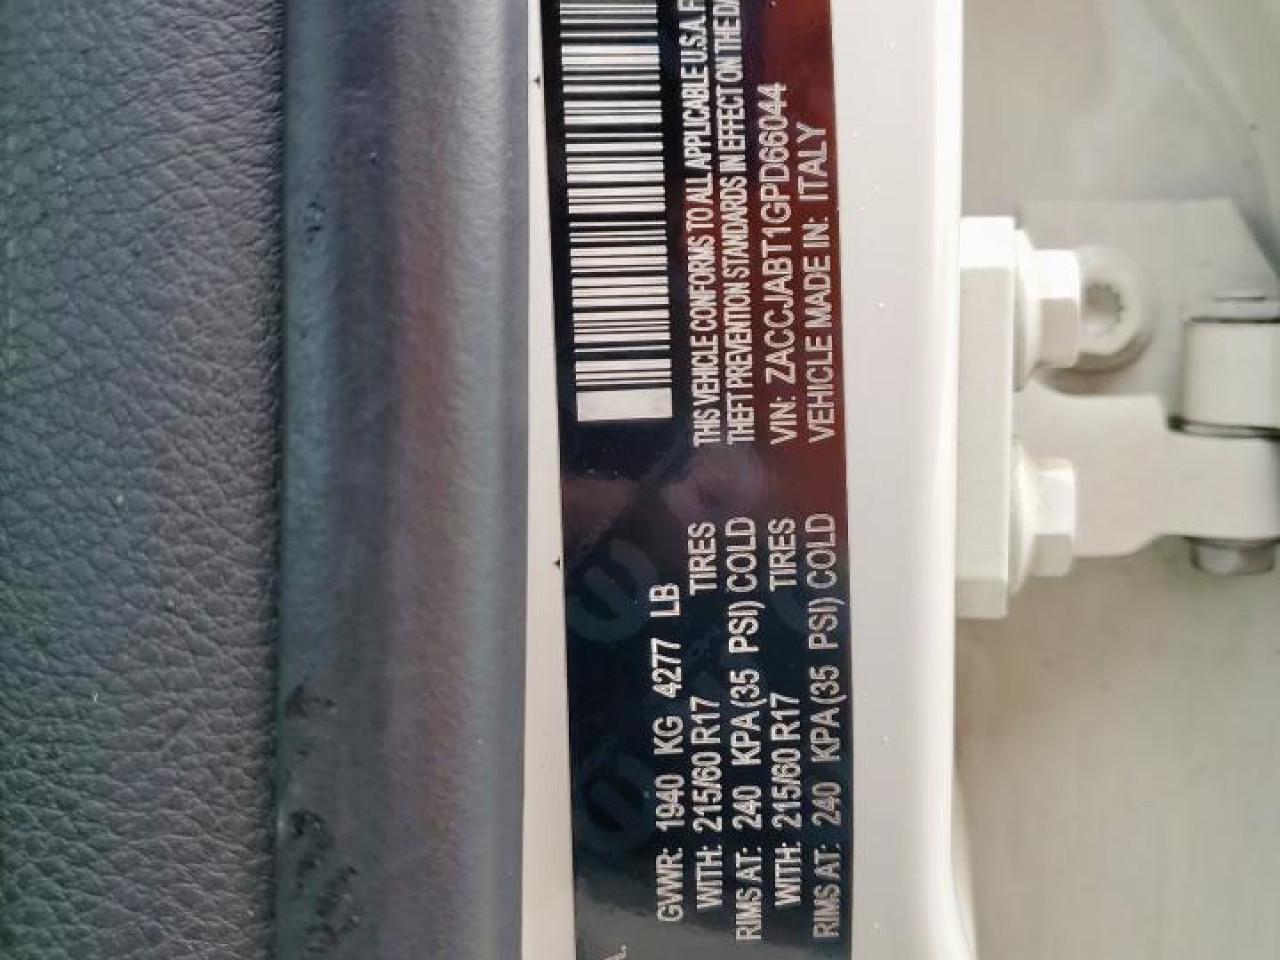 THIS VEHICLE CONFORMS TO ALL APPLICABLE U.S.A. F
THEFT PREVENTION STANDARDS IN EFFECT ON THE DA
VIN: ZACCJABT1GPD66044
VEHICLE MADE IN: ITALY
A.
GVWR: 1940 KG 4277 LB
WITH: 215/60 R17 TIRES
RIMS AT: 240 KPA (35 PSI) COLD
WITH: 215/60 R17 TIRES
RIMS AT: 240 KPA (35 PSI) COLD